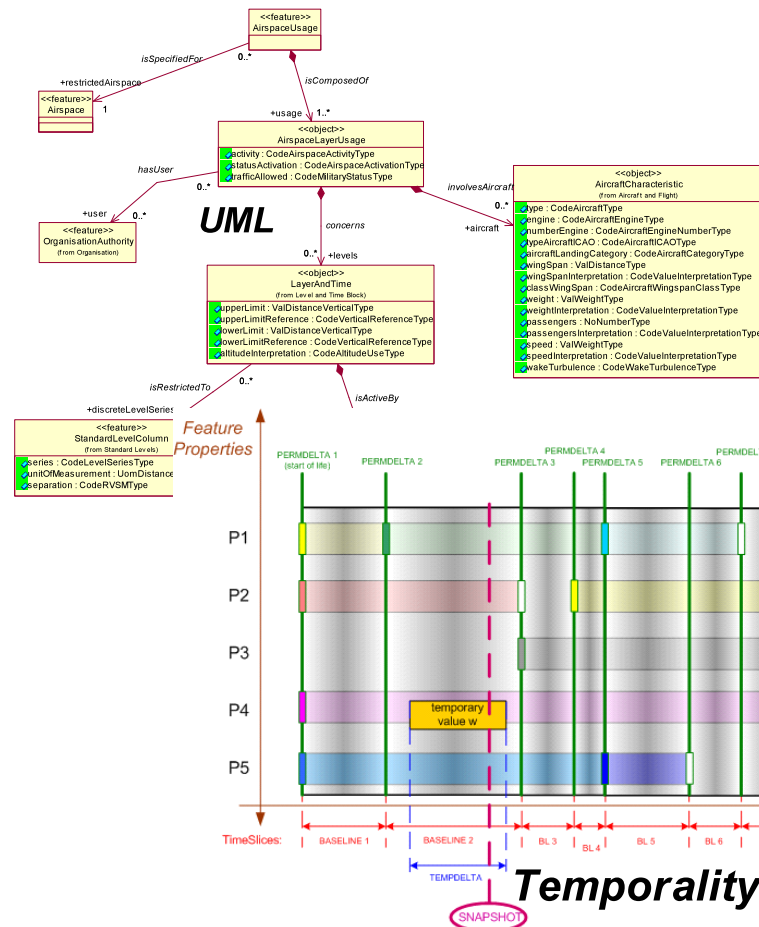 <<feature>>
AirspaceUsage
isSpecifiedFor
0..*
isComposedOf
+restrictedAirspace
<<feature>>
Airspace
1
+usage
1..*
<<object>>
AirspaceLayerUsage
activity : CodeAirspaceActivityType
statusActivation : CodeAirspaceActivationType
trafficAllowed : CodeMilitaryStatusType
hasUser
0..*
+user
0..*
<<feature>>
OrganisationAuthority
(from Organisation)
UML
involvesAircraft
0..*
+aircraft
<<object>>
AircraftCharacteristic
(from Aircraft and Flight)
type : CodeAircraftType
engine : CodeAircraftEngineType
numberEngine : CodeAircraftEngineNumberType
typeAircraftICAO : CodeAircraftICAOType
aircraftLandingCategory : CodeAircraftCategoryType
wingSpan : ValDistanceType
wingSpanInterpretation : CodeValueInterpretationType
classWingSpan : CodeAircraftWingspanClassType
weight : ValWeightType
weightInterpretation : CodeValueInterpretationType
passengers : NoNumberType
passengersInterpretation : CodeValueInterpretationType
speed : ValWeightType
speedInterpretation : CodeValueInterpretationType
wakeTurbulence : CodeWakeTurbulenceType
concerns
0..*
+levels
<<object>>
LayerAndTime
(from Level and Time Block)
upperLimit : ValDistanceVerticalType
upperLimitReference : CodeVerticalReferenceType
lowerLimit : ValDistanceVerticalType
lowerLimitReference : CodeVerticalReferenceType
altitudeInterpretation : CodeAltitudeUseType
isRestrictedTo
0..*
isActiveBy
+discreteLevelSeries
<<feature>>
StandardLevelColumn
(from Standard Levels)
series : CodeLevelSeriesType
unitOfMeasurement : UomDistance
separation : CodeRVSMType
Feature
Properties
PERMDELTA 1
(start of life)
PERMDELTA 2
PERMDELTA 3
PERMDELTA 4
PERMDELTA 5
PERMDELTA 6
PERMDEL
P1
P2
P3
P4
temporary
value w
P5
TimeSlices:
BASELINE 1
BASELINE 2
BL 3
BL 4
BL 5
BL 6
TEMPDELTA
SNAPSHOT
Temporality